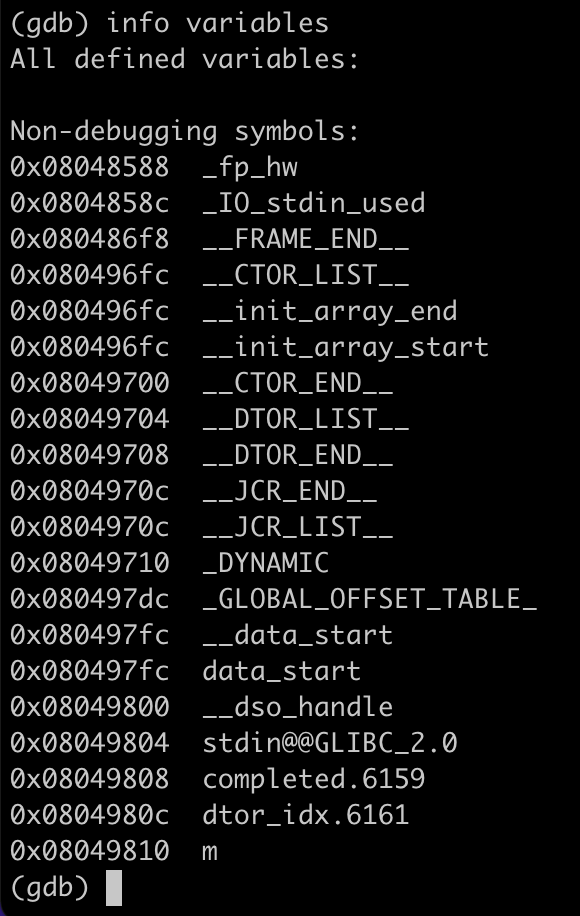 (gdb) info variables
All defined variables:

Non-debugging symbols:
0x08048588  _fp_hw
0x0804858c  _IO_stdin_used
0x080486f8  __FRAME_END__
0x080496fc  __CTOR_LIST__
0x080496fc  __init_array_end
0x080496fc  __init_array_start
0x08049700  __CTOR_END__
0x08049704  __DTOR_LIST__
0x08049708  __DTOR_END__
0x0804970c  __JCR_END__
0x0804970c  __JCR_LIST__
0x08049710  _DYNAMIC
0x080497dc  _GLOBAL_OFFSET_TABLE_
0x080497fc  __data_start
0x080497fc  data_start
0x08049800  __dso_handle
0x08049804  stdin@@GLIBC_2.0
0x08049808  completed.6159
0x0804980c  dtor_idx.6161
0x08049810  m
(gdb)